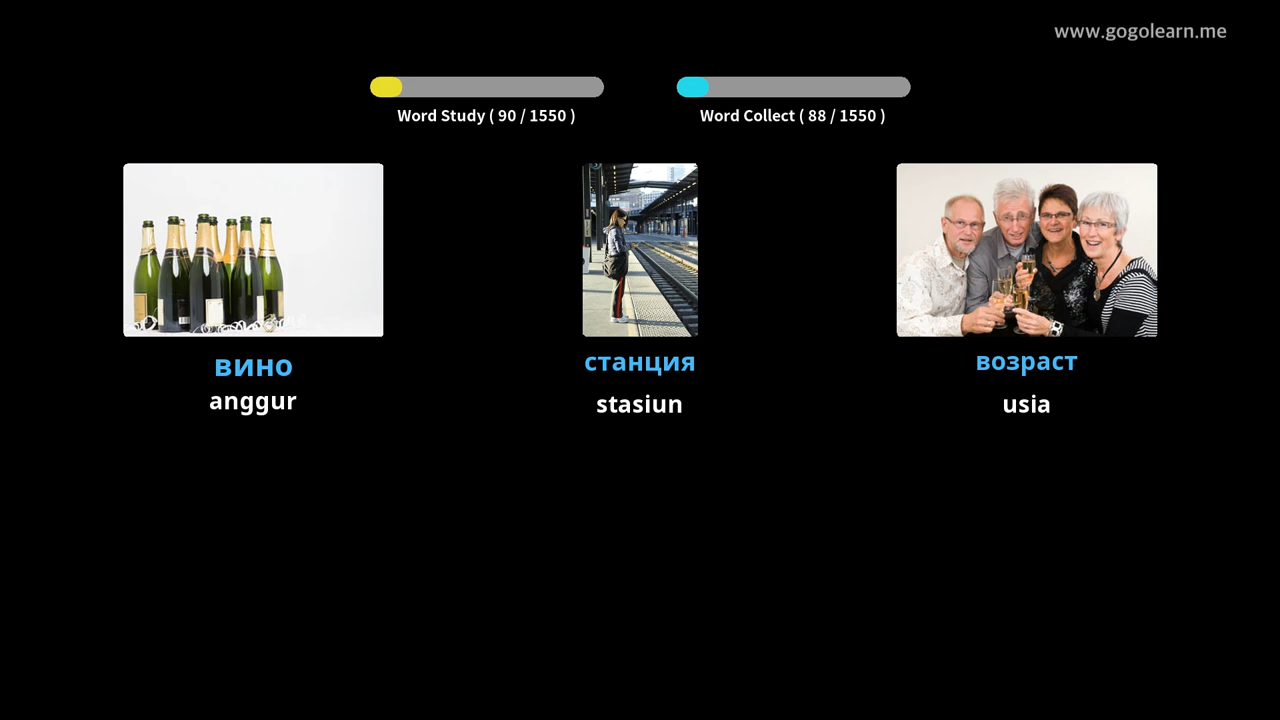 www.gogolearn.me
Word Study ( 90 / 1550 )
Word Collect ( 88 / 1550 )
вино
станция
возраст
anggur
stasiun
usia